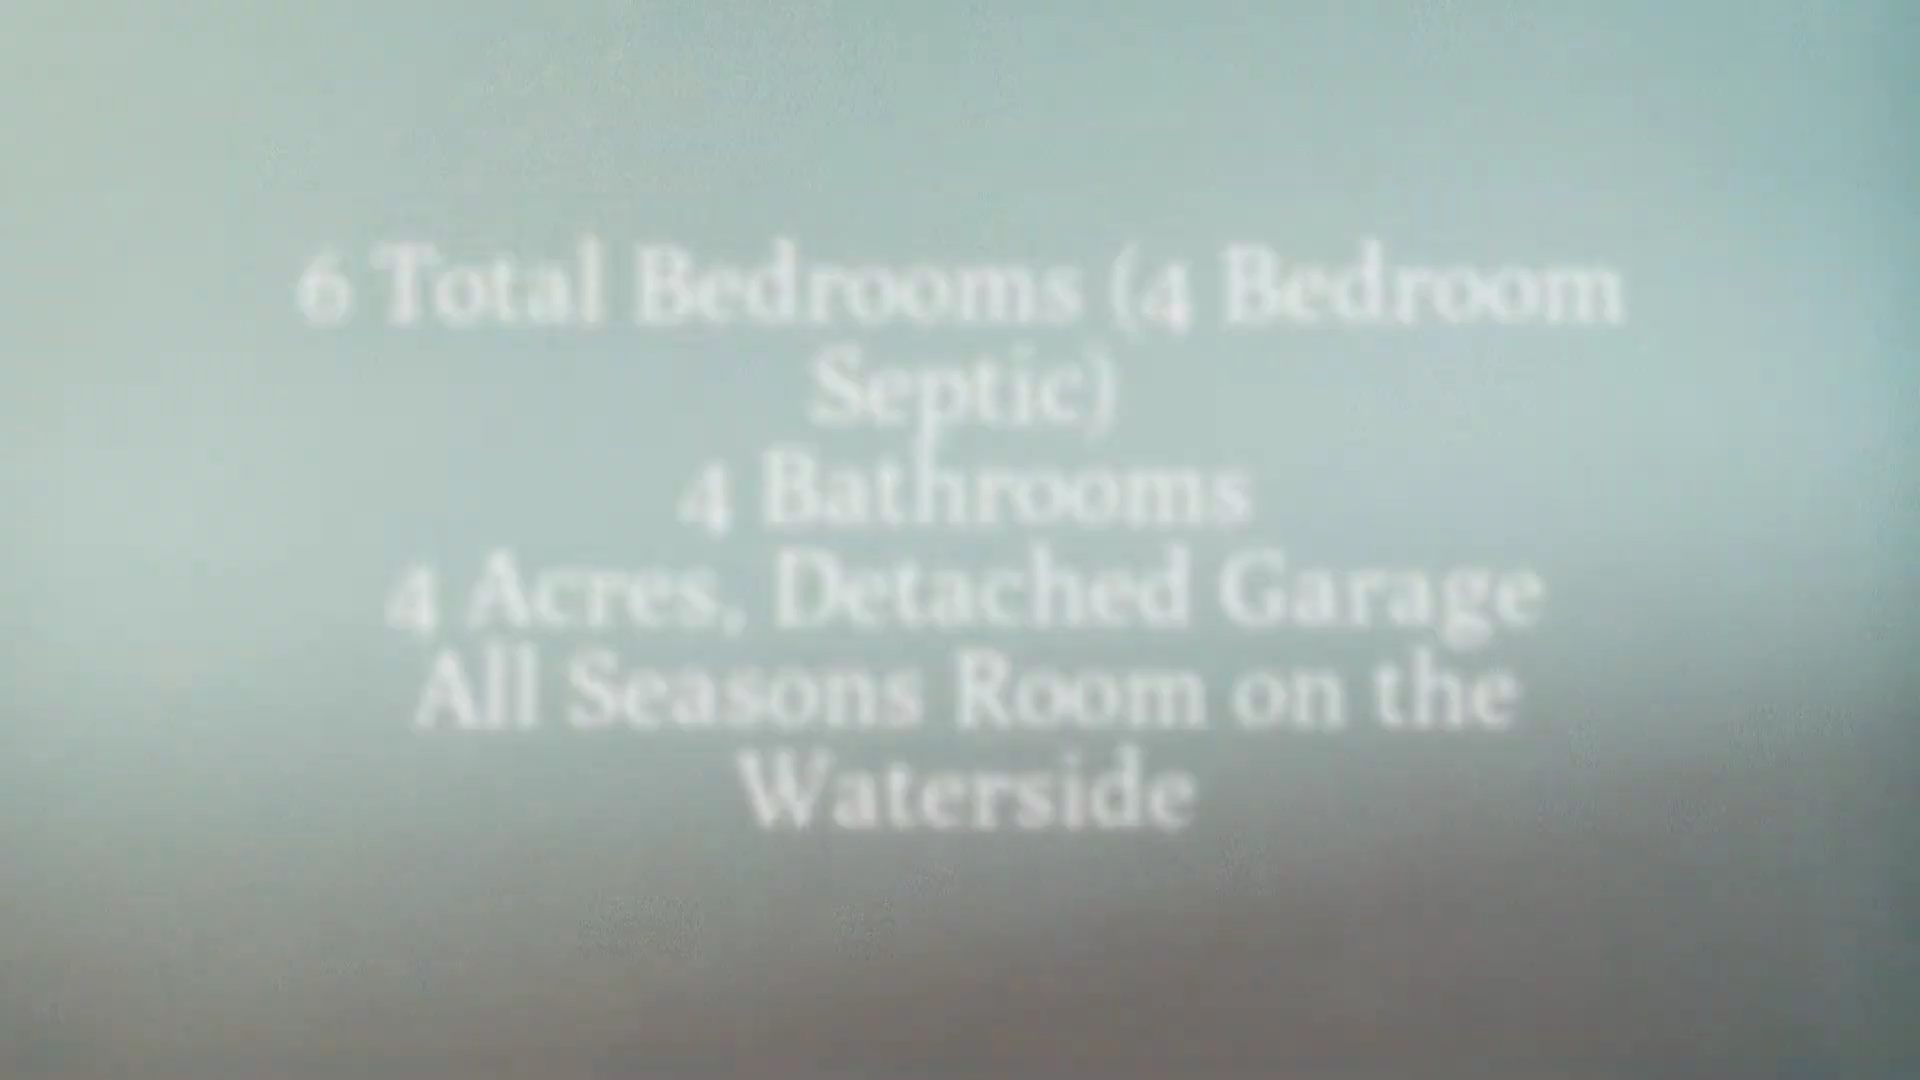 6 Total Bedrooms (4 Bedroom
Septic)
4 Bathrooms
4 Acres, Detached Garage
All Seasons Room on the
Waterside